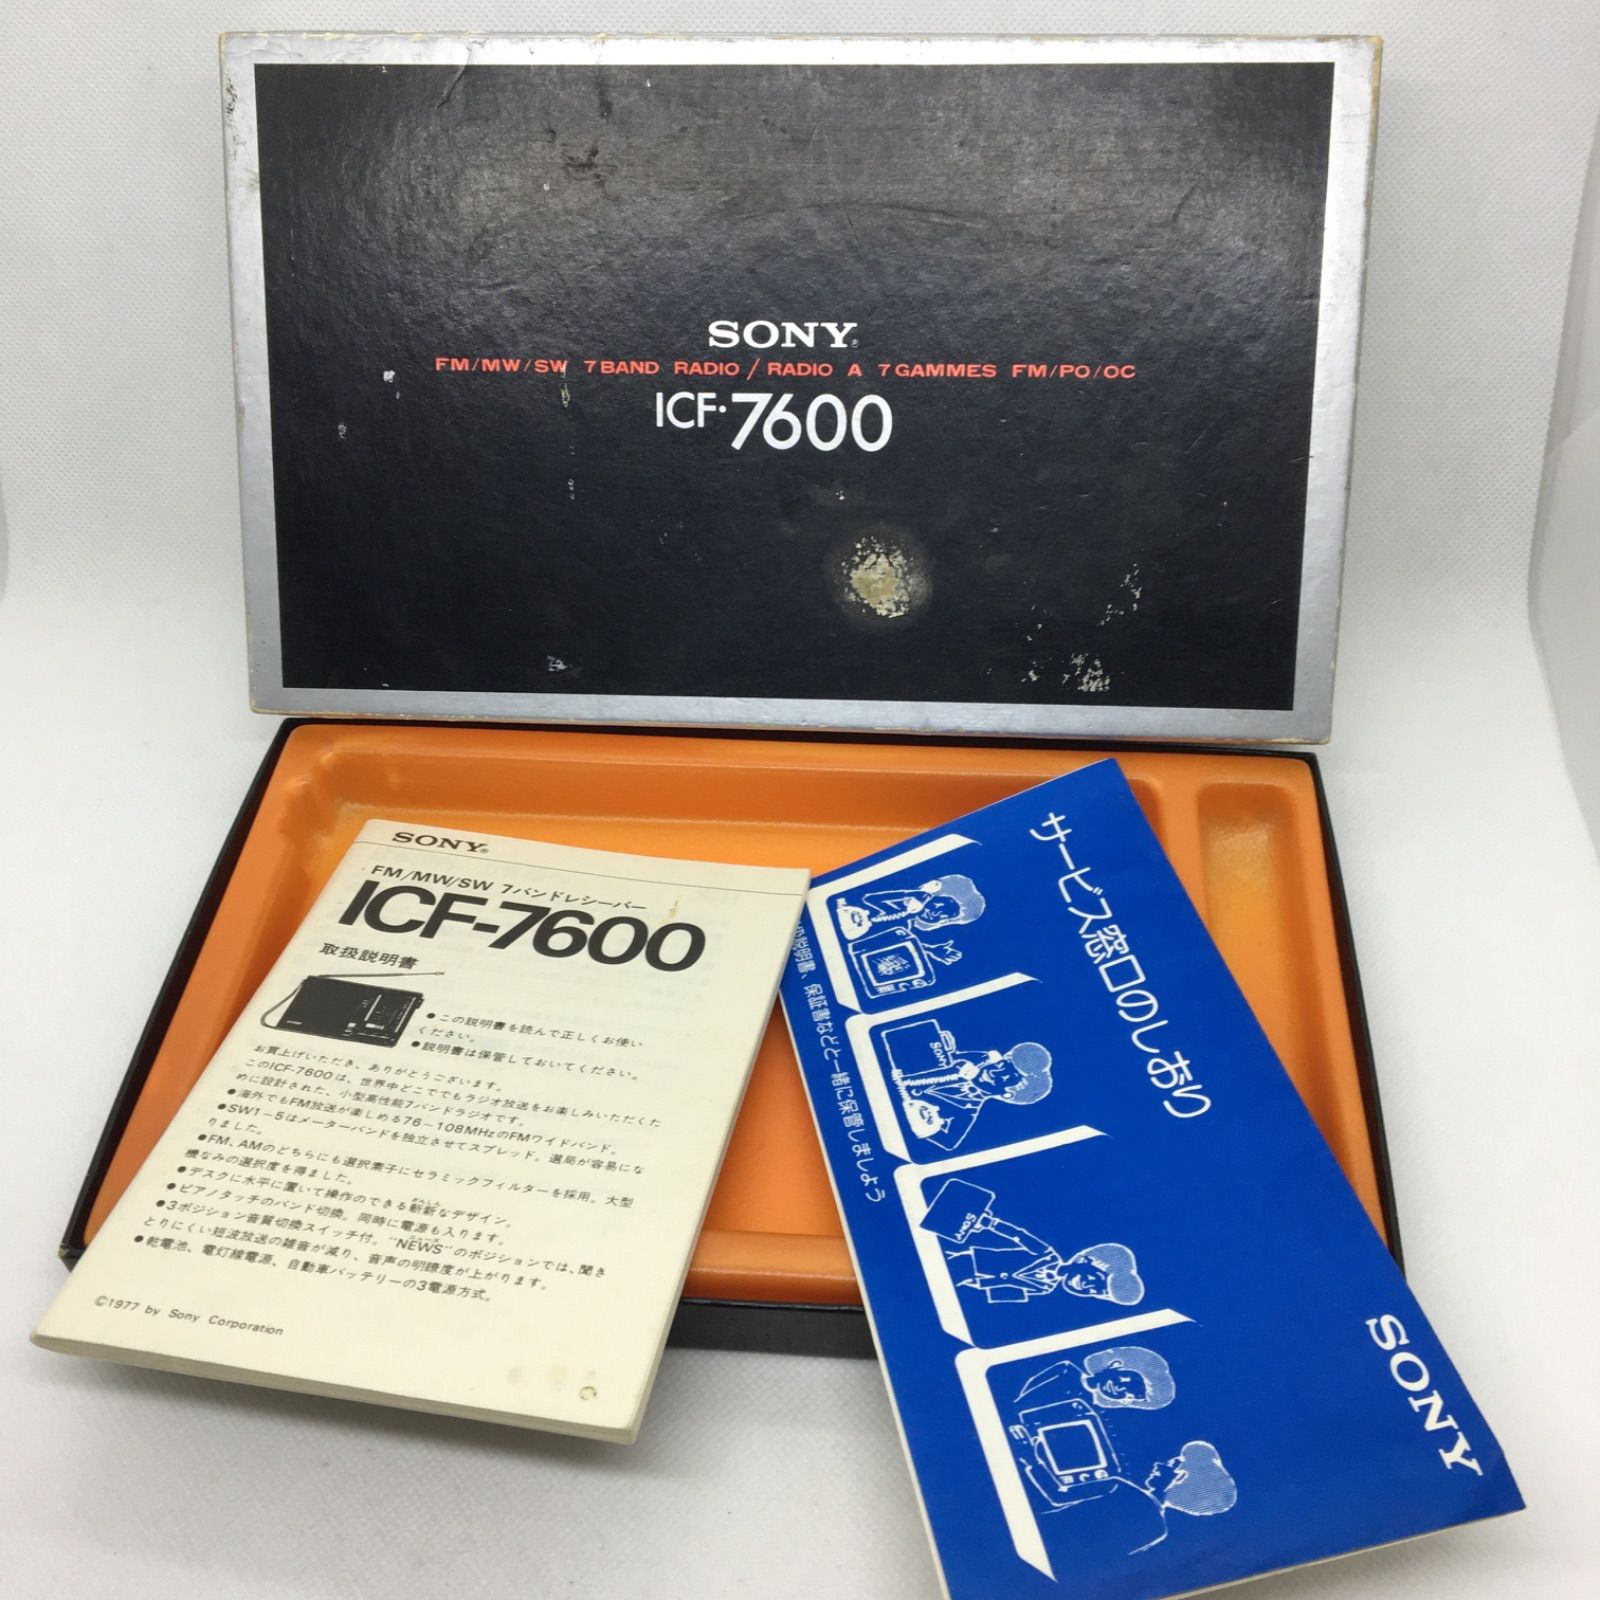 SONY®
FM/MW/SW 7BAND RADIO / RADIO A 7GAMMES FM/PO/OC
ICF-7600
SONY®
FM/MW/SW 7バンドレシーバー
ICF-7600
取扱説明書
●この説明書を読んで正しくお使い
ください。
●説明書は保管しておいてください。
お買上げいただき、ありがとうございます。
このICF-7600は、世界中どこででもラジオ放送をお楽しみいただくた
めに設計された、小型高性能7バンドラジオです。
●海外でもFM放送が楽しめる76-108MHzのFMワイドバンド。
●SW1-5はメーターバンドを独立させてスプレッド。選局が容易にな
りました。
●FM、AMのどちらにも選択素子にセラミックフィルターを採用。大型
機なみの選択度を得ました。
●デスクに水平に置いて操作のできる斬新なデザイン。
●ピアノタッチのバンド切換。同時に電源も入ります。
●3ポジション音質切換スイッチ付。"NEWS"のポジションでは、聞き
とりにくい短波放送の雑音が減り、音声の明瞭度が上がります。
●乾電池、電灯線電源、自動車バッテリーの3電源方式。
©1977 by Sony Corporation
サービス窓口のしおり
扱説明書、保証書などと一緒に保管しましょう
SONY
SONY
SONY